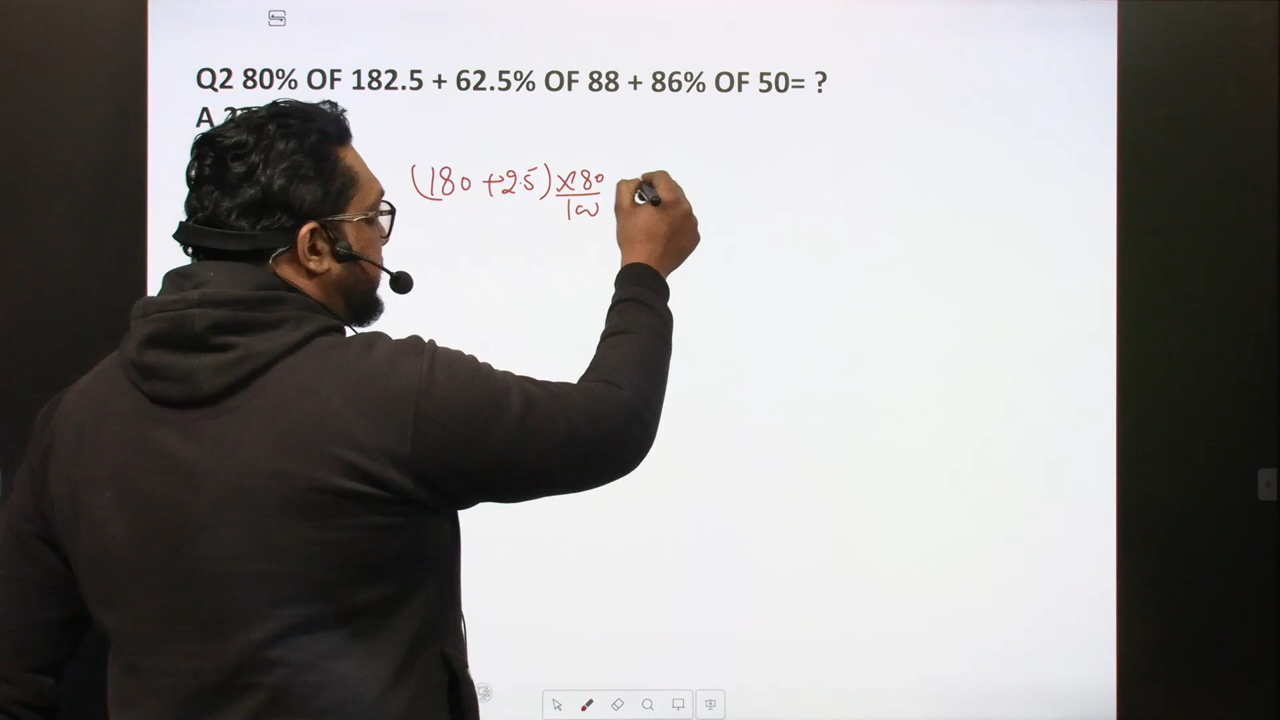 Q2 80% OF 182.5 + 62.5% OF 88 + 86% OF 50= ?
A
(180 + 2.5) × 80
100